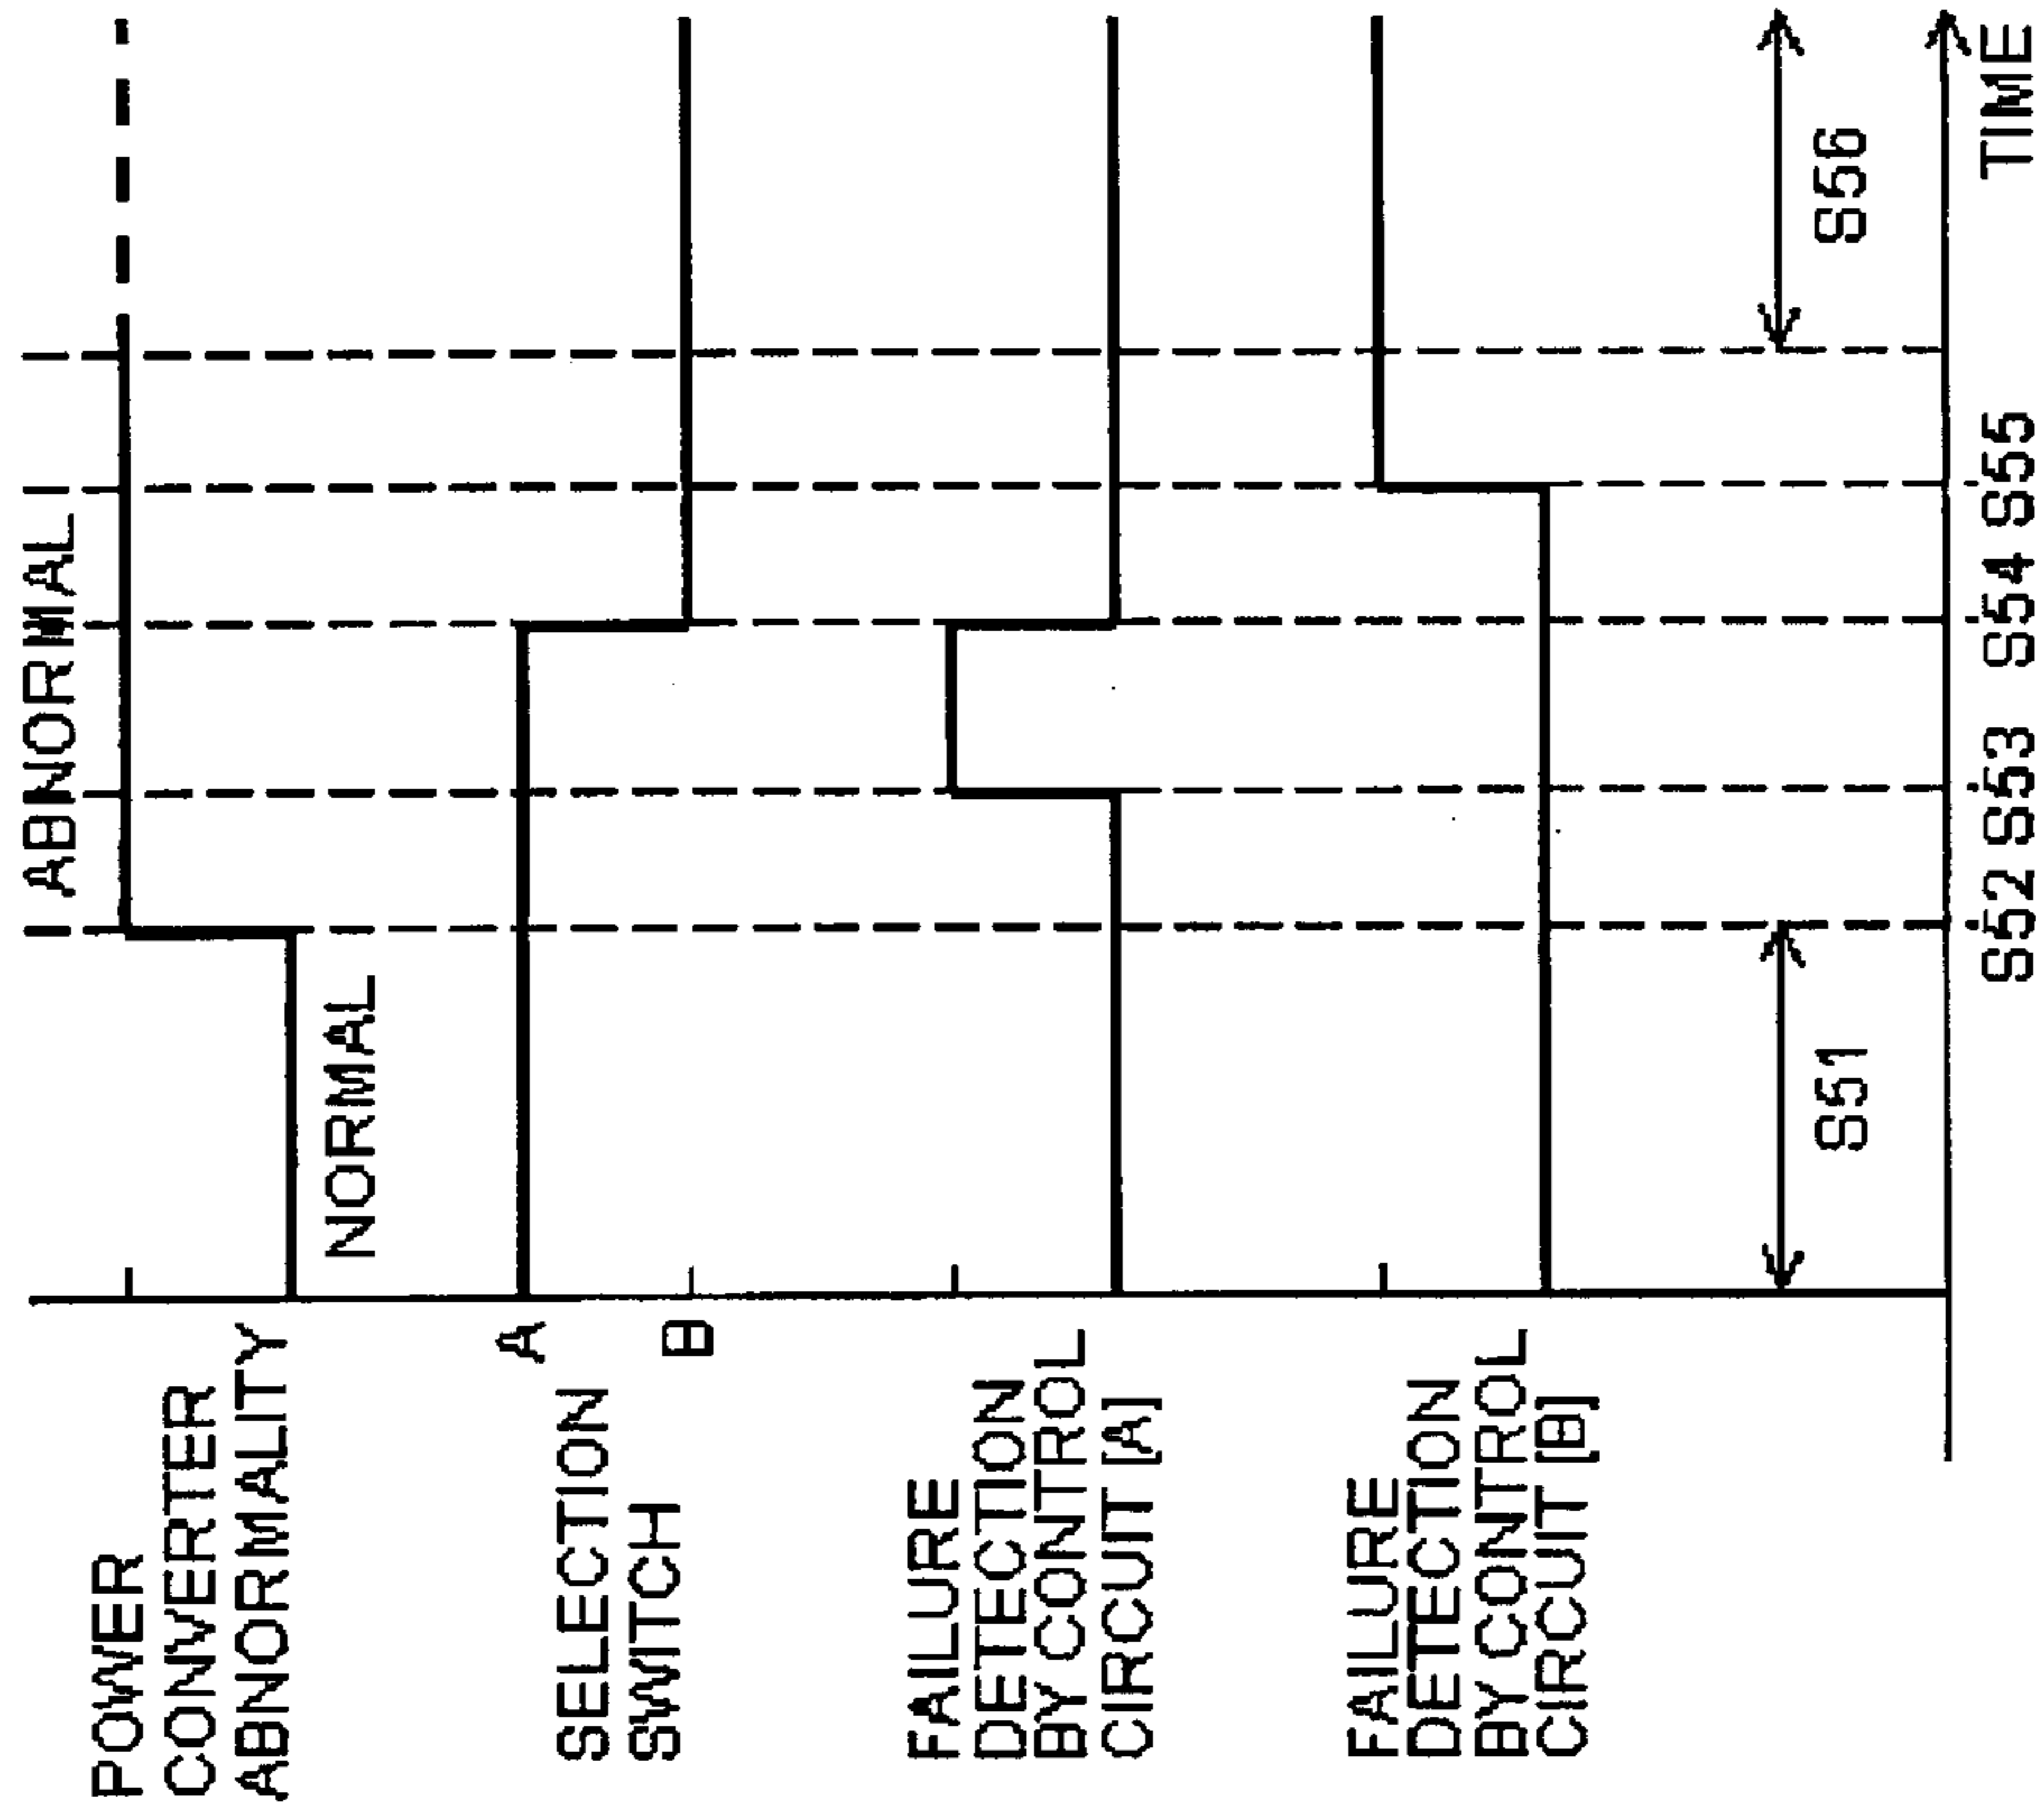 ABNORMAL
POWER
CONVERTER
ABNORMALITY
NORMAL
A
SELECTION
SWITCH
B
FAILURE
DETECTION
BY CONTROL
CIRCUIT [A]
FAILURE
DETECTION
BY CONTROL
CIRCUIT [B]
S51
S56
S52 S53 S54 S55
TIME